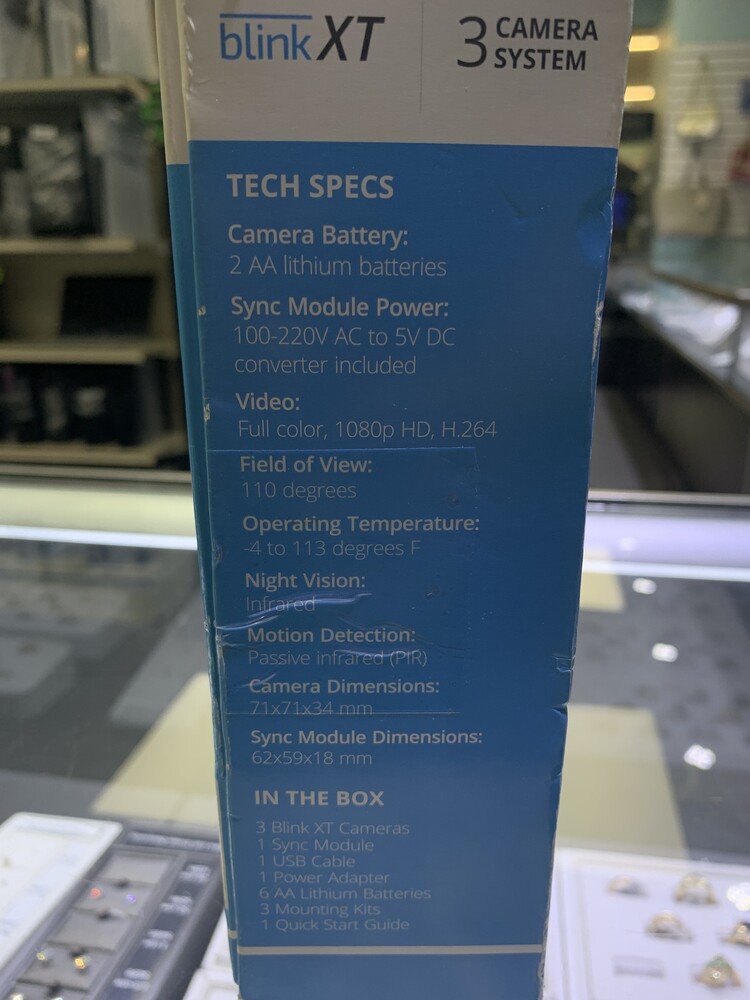 blink XT
3 CAMERA
SYSTEM
TECH SPECS
Camera Battery:
2 AA lithium batteries
Sync Module Power:
100-220V AC to 5V DC
converter included
Video:
Full color, 1080p HD, H.264
Field of View:
110 degrees
Operating Temperature:
-4 to 113 degrees F
Night Vision:
Infrared
Motion Detection:
Passive infrared (PIR)
Camera Dimensions:
71x71x34 mm
Sync Module Dimensions:
62x59x18 mm
IN THE BOX
3 Blink XT Cameras
1 Sync Module
1 USB Cable
1 Power Adapter
6 AA Lithium Batteries
3 Mounting Kits
1 Quick Start Guide